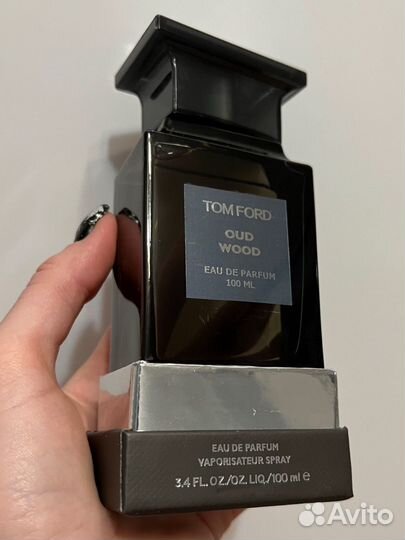 TOM FORD
OUD
WOOD
EAU DE PARFUM
100 ML
EAU DE PARFUM
VAPORISATEUR SPRAY
3.4 FL. OZ./OZ. LIQ./100 ml ℮
Avito